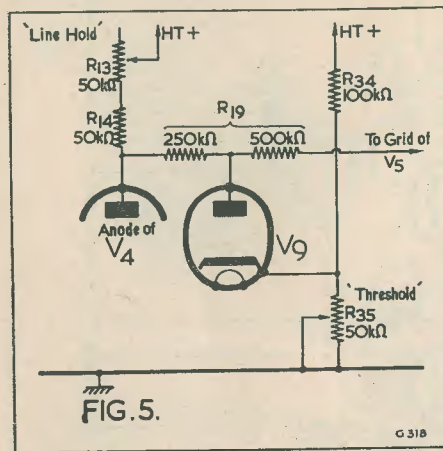 'Line Hold'
HT+
R13
50kΩ
R14
50kΩ
HT+
R34
100kΩ
R19
250kΩ
500kΩ
To Grid of
V5
Anode of
V4
V9
'Threshold'
R35
50kΩ
FIG. 5.
G 318